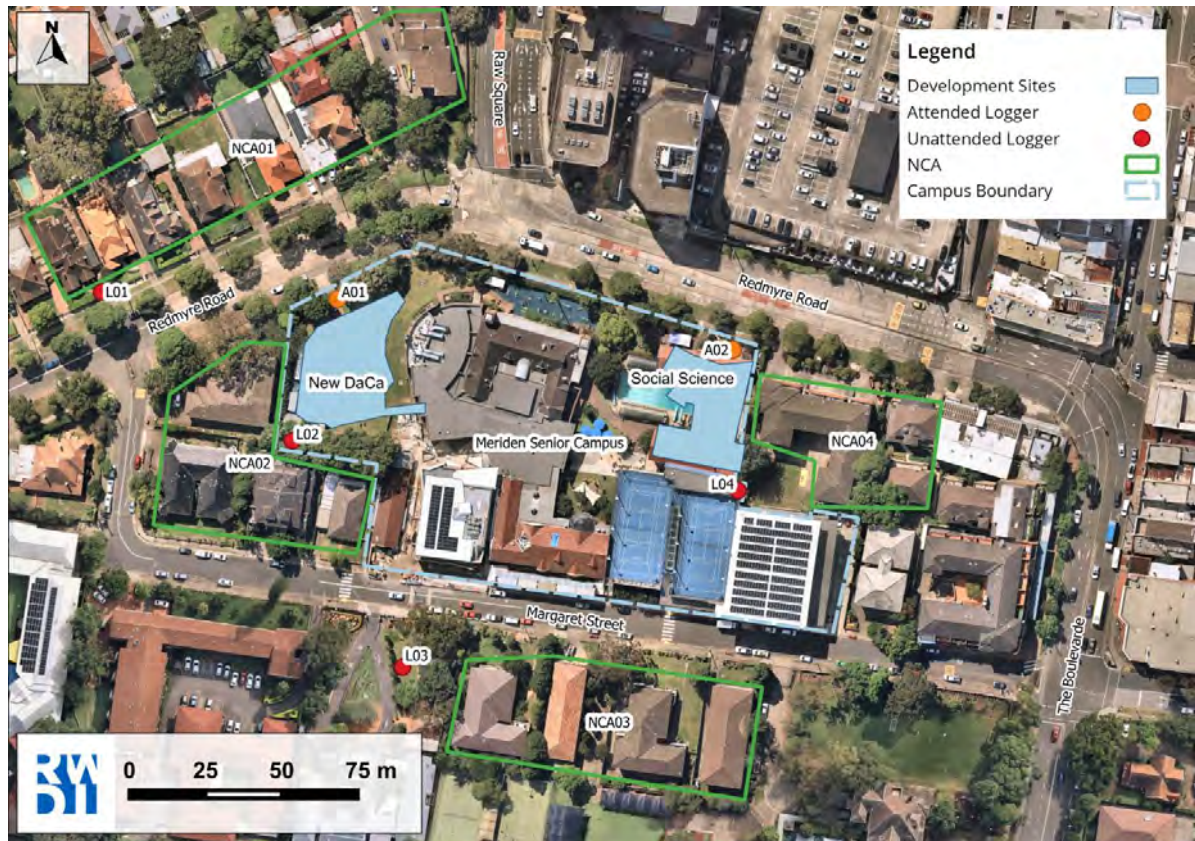 N
Legend
Development Sites
Attended Logger
Unattended Logger
NCA
Campus Boundary
Raw Square
NCA01
L01
Redmyre Road
A01
Redmyre Road
A02
New DaCa
Social Science
L02
NCA02
Meriden Senior Campus
NCA04
L04
Margaret Street
L03
NCA03
The Boulevarde
RWDI
0 25 50 75 m